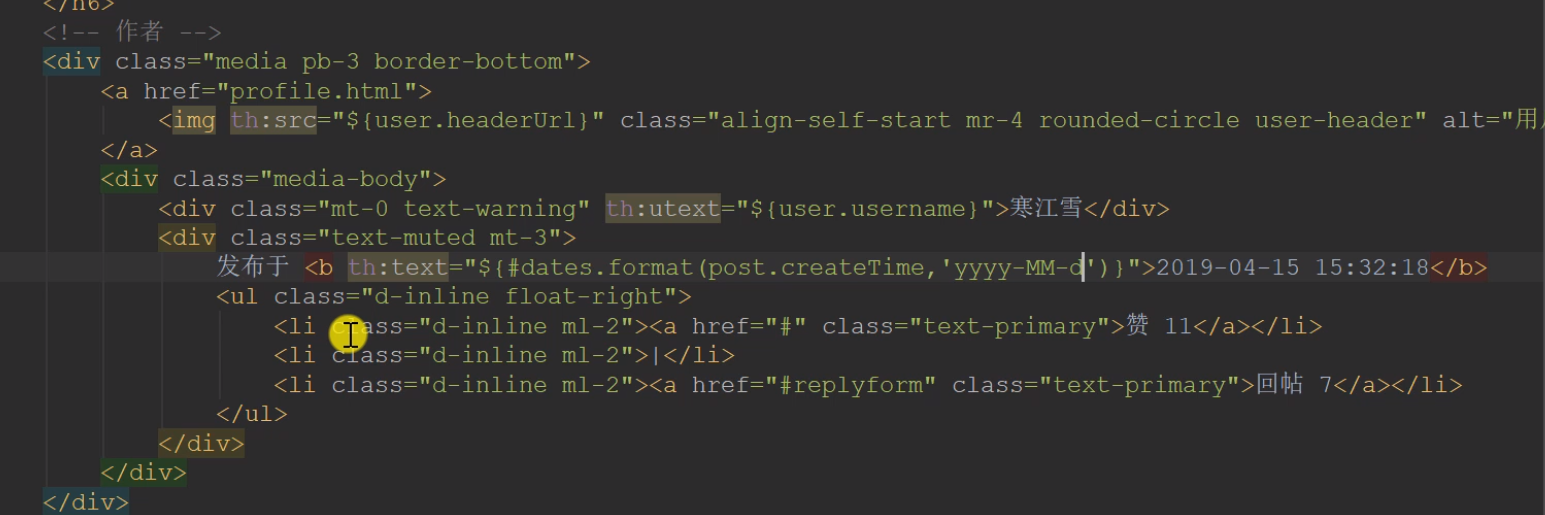 </h6>
<!-- 作者 -->
<div class="media pb-3 border-bottom">
<a href="profile.html">
<img th:src="${user.headerUrl}" class="align-self-start mr-4 rounded-circle user-header" alt="用
</a>
<div class="media-body">
<div class="mt-0 text-warning" th:utext="${user.username}">寒江雪</div>
<div class="text-muted mt-3">
发布于 <b th:text="${#dates.format(post.createTime,'yyyy-MM-d')}">2019-04-15 15:32:18</b>
<ul class="d-inline float-right">
<li class="d-inline ml-2"><a href="#" class="text-primary">赞 11</a></li>
<li class="d-inline ml-2">|</li>
<li class="d-inline ml-2"><a href="#replyform" class="text-primary">回帖 7</a></li>
</ul>
</div>
</div>
</div>